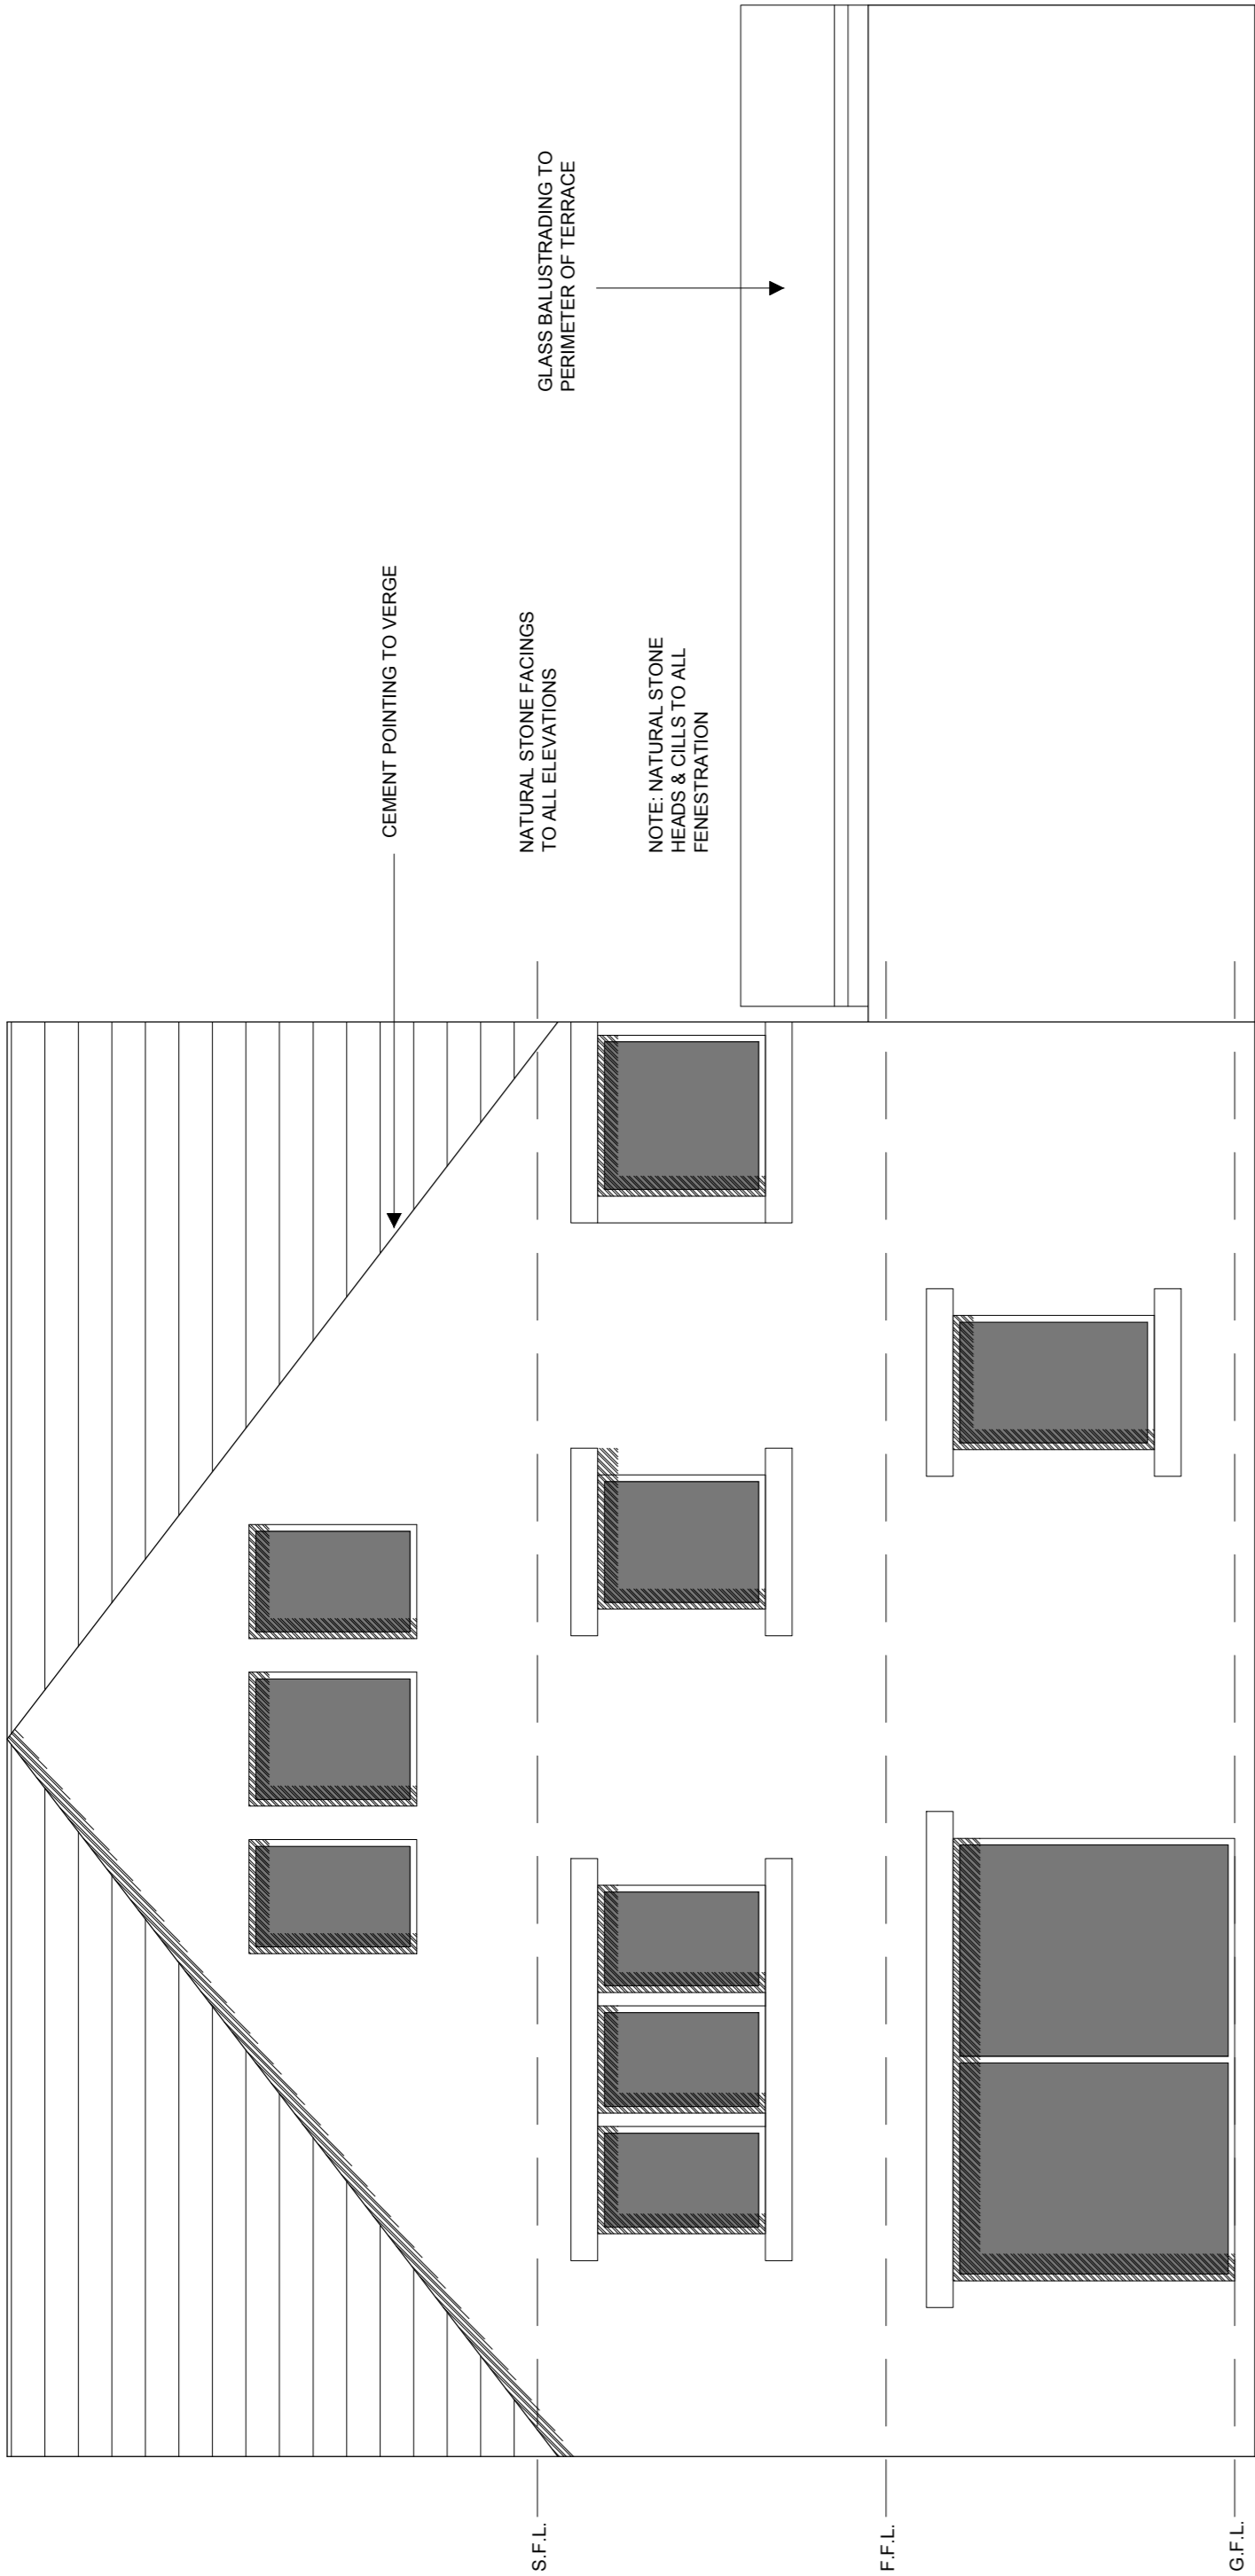 GLASS BALUSTRADING TO
PERIMETER OF TERRACE
CEMENT POINTING TO VERGE
NATURAL STONE FACINGS
TO ALL ELEVATIONS
NOTE: NATURAL STONE
HEADS & CILLS TO ALL
FENESTRATION
S.F.L.
F.F.L.
G.F.L.